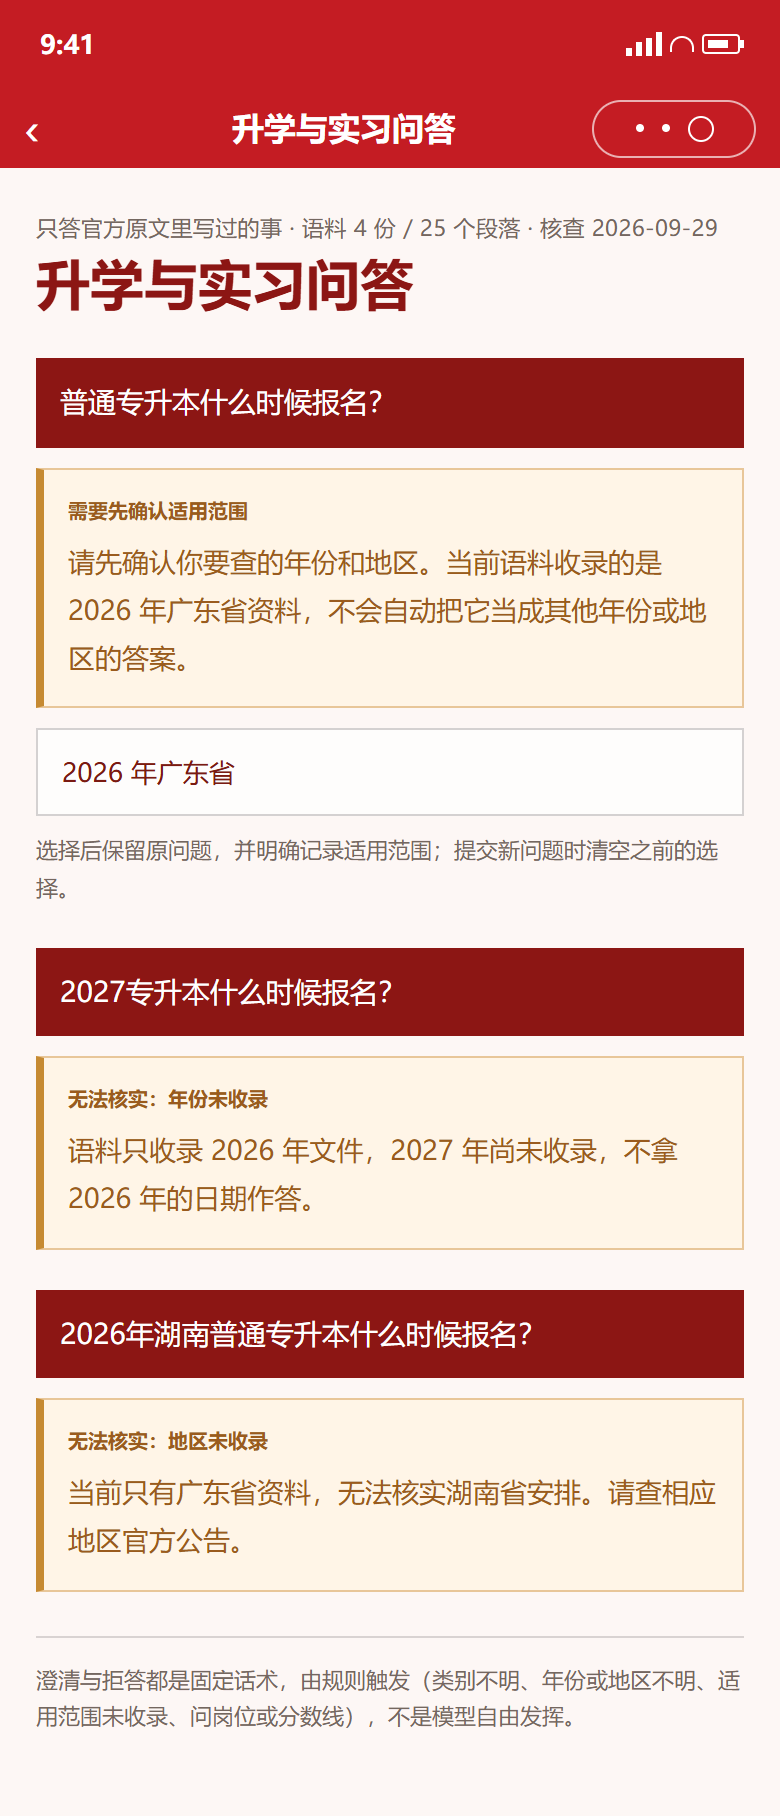 9:41
升学与实习问答
只答官方原文里写过的事 · 语料 4 份 / 25 个段落 · 核查 2026-09-29
升学与实习问答
普通专升本什么时候报名？
需要先确认适用范围
请先确认你要查的年份和地区。当前语料收录的是
2026 年广东省资料，不会自动把它当成其他年份或地
区的答案。
2026 年广东省
选择后保留原问题，并明确记录适用范围；提交新问题时清空之前的选
择。
2027专升本什么时候报名？
无法核实：年份未收录
语料只收录 2026 年文件，2027 年尚未收录，不拿
2026 年的日期作答。
2026年湖南普通专升本什么时候报名？
无法核实：地区未收录
当前只有广东省资料，无法核实湖南省安排。请查相应
地区官方公告。
澄清与拒答都是固定话术，由规则触发（类别不明、年份或地区不明、适
用范围未收录、问岗位或分数线），不是模型自由发挥。